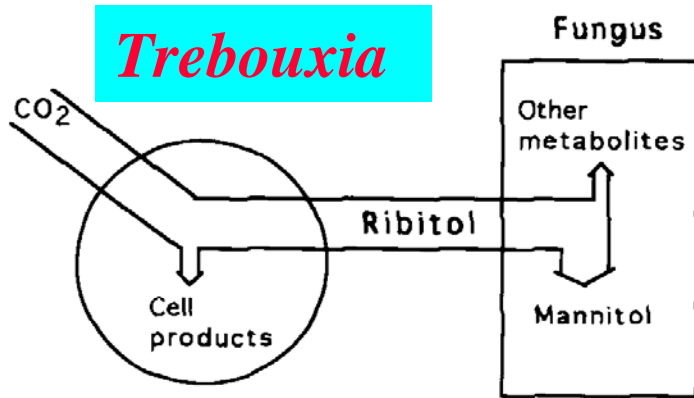 Trebouxia
Fungus
CO2
Other
metabolites
Ribitol
Cell
products
Mannitol